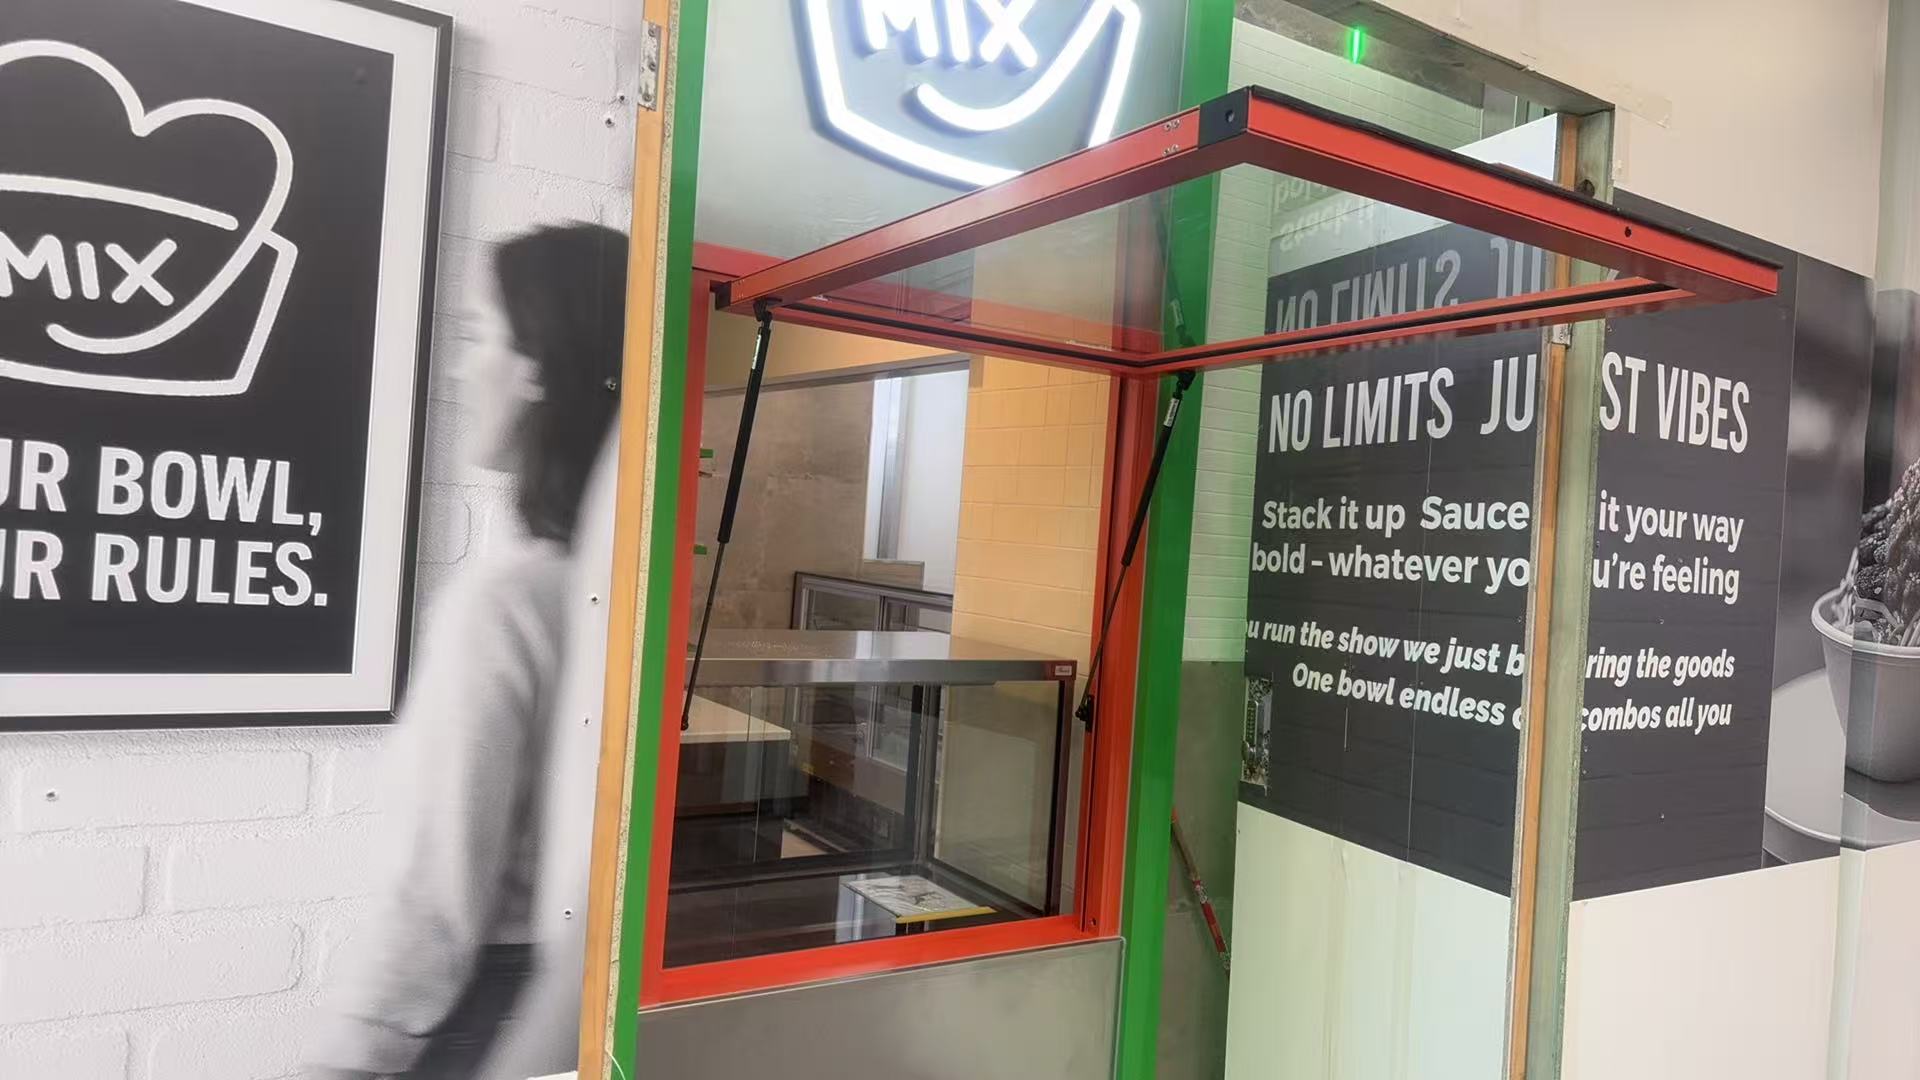 MIX
UR BOWL,
UR RULES.
MIX
NO LIMITS
NO LIMITS JU ST VIBES
Stack it up Sauce it your way
bold - whatever yo u're feeling
u run the show we just b ring the goods
One bowl endless combos all you